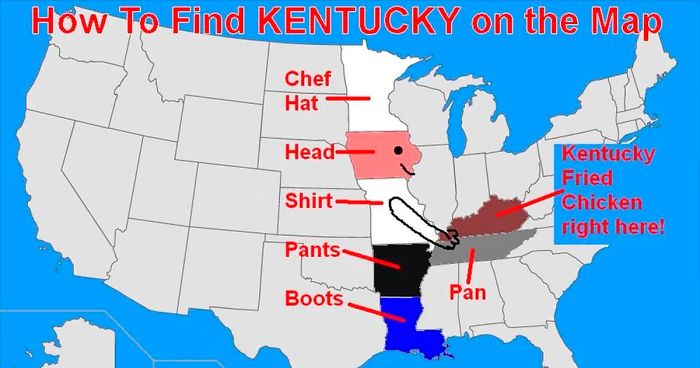 How To Find KENTUCKY on the Map
Chef
Hat
Head
Shirt
Pants
Boots
Kentucky
Fried
Chicken
right here!
Pan